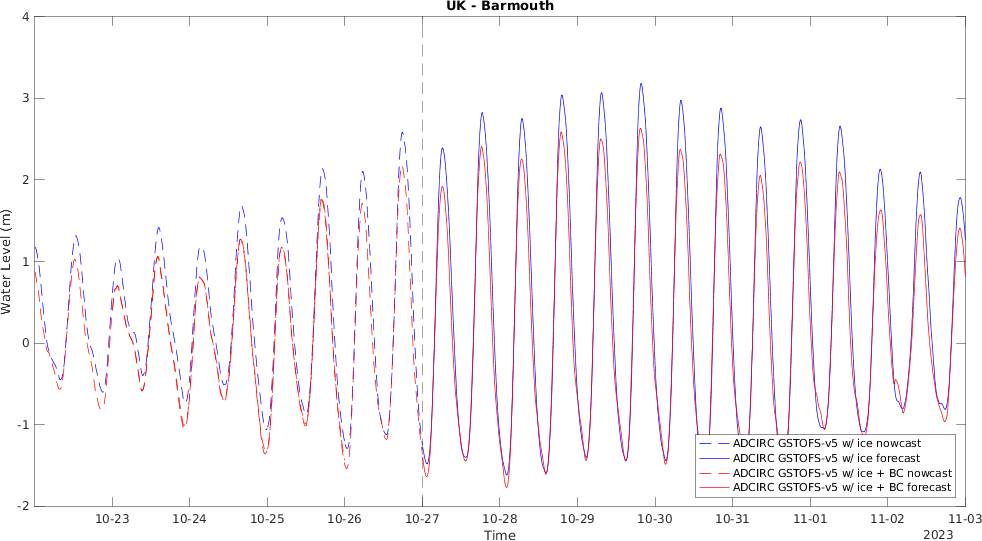 UK - Barmouth
4
3
2
1
0
-1
-2
Water Level (m)
ADCIRC GSTOFS-v5 w/ ice nowcast
ADCIRC GSTOFS-v5 w/ ice forecast
ADCIRC GSTOFS-v5 w/ ice + BC nowcast
ADCIRC GSTOFS-v5 w/ ice + BC forecast
10-23 10-24 10-25 10-26 10-27 10-28 10-29 10-30 10-31 11-01 11-02 11-03
Time
2023